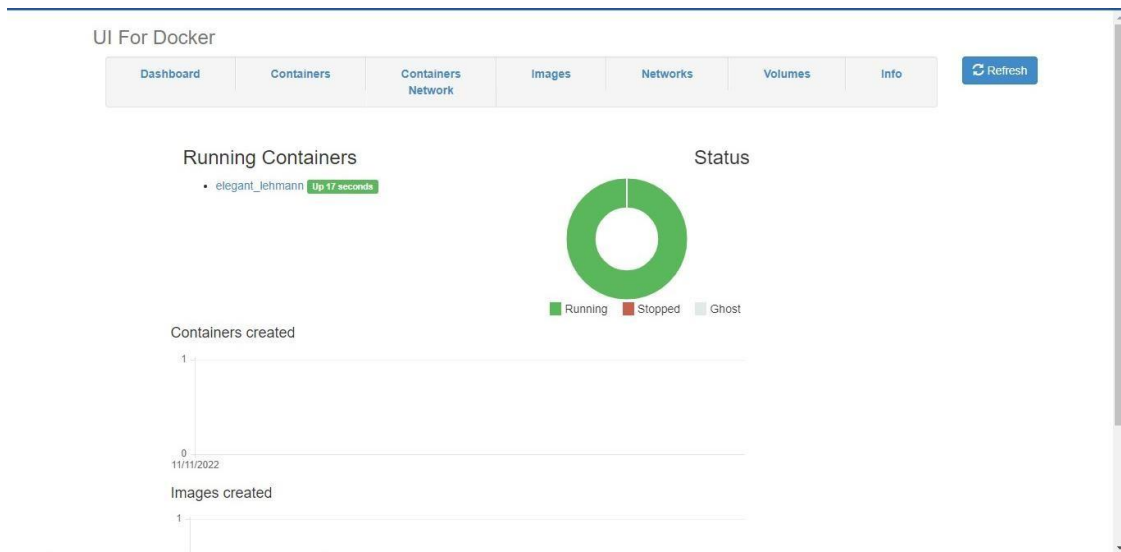 UI For Docker
Dashboard
Containers
Containers
Network
Images
Networks
Volumes
Info
Refresh
Running Containers
elegant_lehmann Up 17 seconds
Status
Running Stopped Ghost
Containers created
1
0
11/11/2022
Images created
1